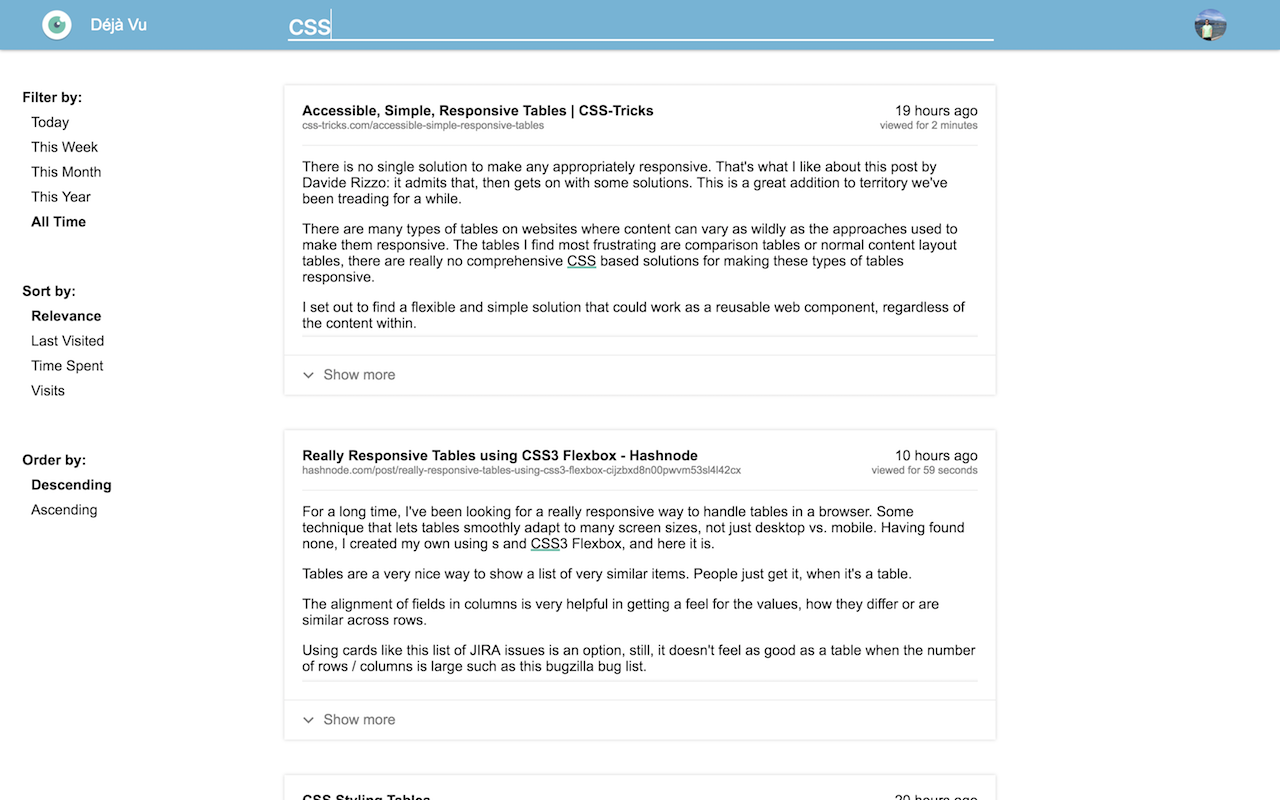 Déjà Vu
CSS
Filter by:
Today
This Week
This Month
This Year
All Time
Sort by:
Relevance
Last Visited
Time Spent
Visits
Order by:
Descending
Ascending
Accessible, Simple, Responsive Tables | CSS-Tricks
19 hours ago
css-tricks.com/accessible-simple-responsive-tables
viewed for 2 minutes
There is no single solution to make any appropriately responsive. That's what I like about this post by
Davide Rizzo: it admits that, then gets on with some solutions. This is a great addition to territory we've
been treading for a while.
There are many types of tables on websites where content can vary as wildly as the approaches used to
make them responsive. The tables I find most frustrating are comparison tables or normal content layout
tables, there are really no comprehensive CSS based solutions for making these types of tables
responsive.
I set out to find a flexible and simple solution that could work as a reusable web component, regardless of
the content within.
Show more
Really Responsive Tables using CSS3 Flexbox - Hashnode
10 hours ago
hashnode.com/post/really-responsive-tables-using-css3-flexbox-cijzbxd8n00pwvm53sl4l42cx
viewed for 59 seconds
For a long time, I've been looking for a really responsive way to handle tables in a browser. Some
technique that lets tables smoothly adapt to many screen sizes, not just desktop vs. mobile. Having found
none, I created my own using s and CSS3 Flexbox, and here it is.
Tables are a very nice way to show a list of very similar items. People just get it, when it's a table.
The alignment of fields in columns is very helpful in getting a feel for the values, how they differ or are
similar across rows.
Using cards like this list of JIRA issues is an option, still, it doesn't feel as good as a table when the number
of rows / columns is large such as this bugzilla bug list.
Show more
CSS Styling Tables
20 hours ago